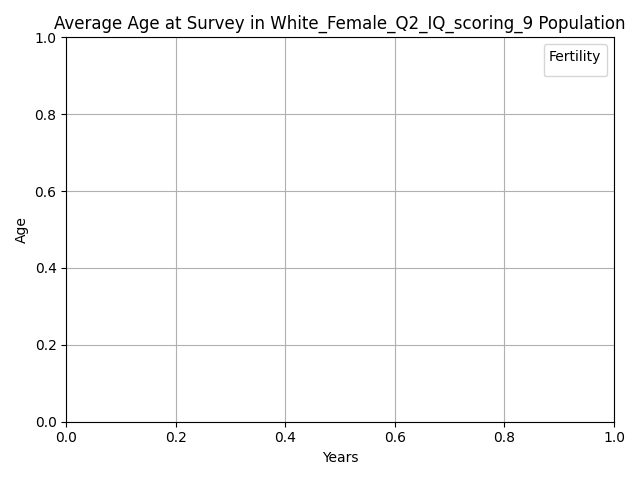 Average Age at Survey in White_Female_Q2_IQ_scoring_9 Population
Fertility
1.0
0.8
0.6
0.4
0.2
0.0
Age
0.0 0.2 0.4 0.6 0.8 1.0
Years